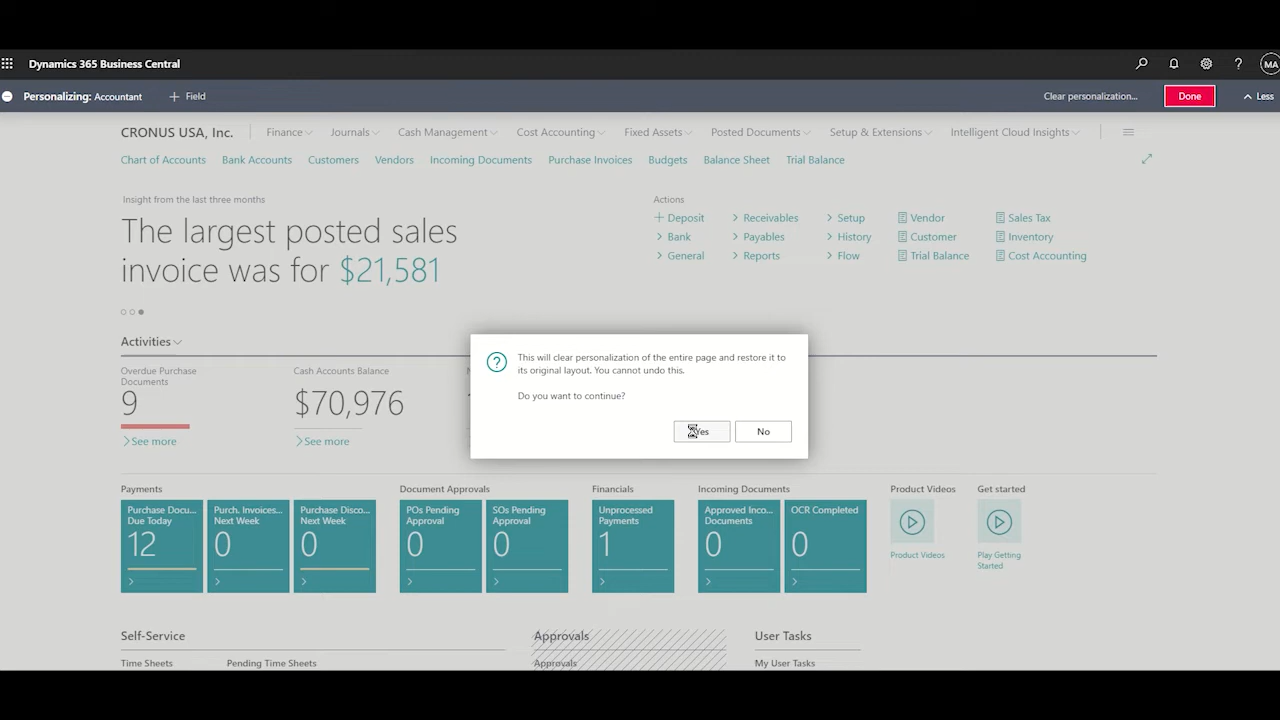 Dynamics 365 Business Central
?
MA
Personalizing: Accountant
+ Field
Clear personalization...
Done
Less
CRONUS USA, Inc.
Finance
Journals
Cash Management
Cost Accounting
Fixed Assets
Posted Documents
Setup & Extensions
Intelligent Cloud Insights
Chart of Accounts
Bank Accounts
Customers
Vendors
Incoming Documents
Purchase Invoices
Budgets
Balance Sheet
Trial Balance
Insight from the last three months
The largest posted sales
invoice was for $21,581
Actions
Deposit
Receivables
Setup
Vendor
Sales Tax
Bank
Payables
History
Customer
Inventory
General
Reports
Flow
Trial Balance
Cost Accounting
Activities
Overdue Purchase
Documents
9
See more
Cash Accounts Balance
$70,976
See more
?
This will clear personalization of the entire page and restore it to
its original layout. You cannot undo this.
Do you want to continue?
Yes
No
Payments
Purchase Docu...
Due Today
12
Purch. Invoices...
Next Week
0
Purchase Disco...
Next Week
0
Document Approvals
POs Pending
Approval
0
SOs Pending
Approval
0
Financials
Unprocessed
Payments
1
Incoming Documents
Approved Inco...
Documents
0
OCR Completed
0
Product Videos
Product Videos
Get started
Play Getting
Started
Self-Service
Time Sheets
Pending Time Sheets
Approvals
Approvals
User Tasks
My User Tasks